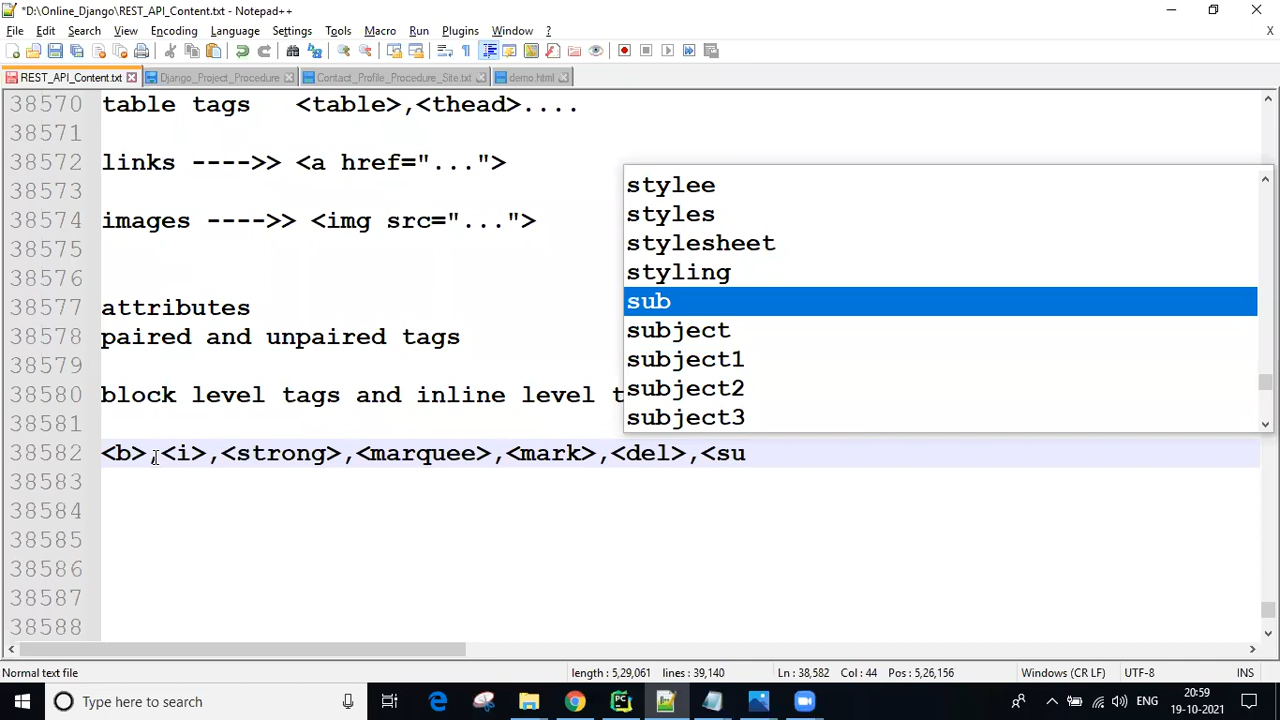 *D:\Online_Django\REST_API_Content.txt - Notepad++
File Edit Search View Encoding Language Settings Tools Macro Run Plugins Window ?
X
REST_API_Content.txt Django_Project_Procedure Contact_Profile_Procedure_Site.txt demo.html
38570 table tags <table>,<thead>....
38571
38572 links ---->> <a href="...">
38573
38574 images ---->> <img src="...">
38575
38576
38577 attributes
38578 paired and unpaired tags
38579
38580 block level tags and inline level t
38581
38582 <b>,<i>,<strong>,<marquee>,<mark>,<del>,<su
38583
38584
38585
38586
38587
38588
stylee
styles
stylesheet
styling
sub
subject
subject1
subject2
subject3
Normal text file length : 5,29,061 lines : 39,140 Ln : 38,582 Col : 44 Pos : 5,26,156 Windows (CR LF) UTF-8 INS
Type here to search ENG 20:59
19-10-2021